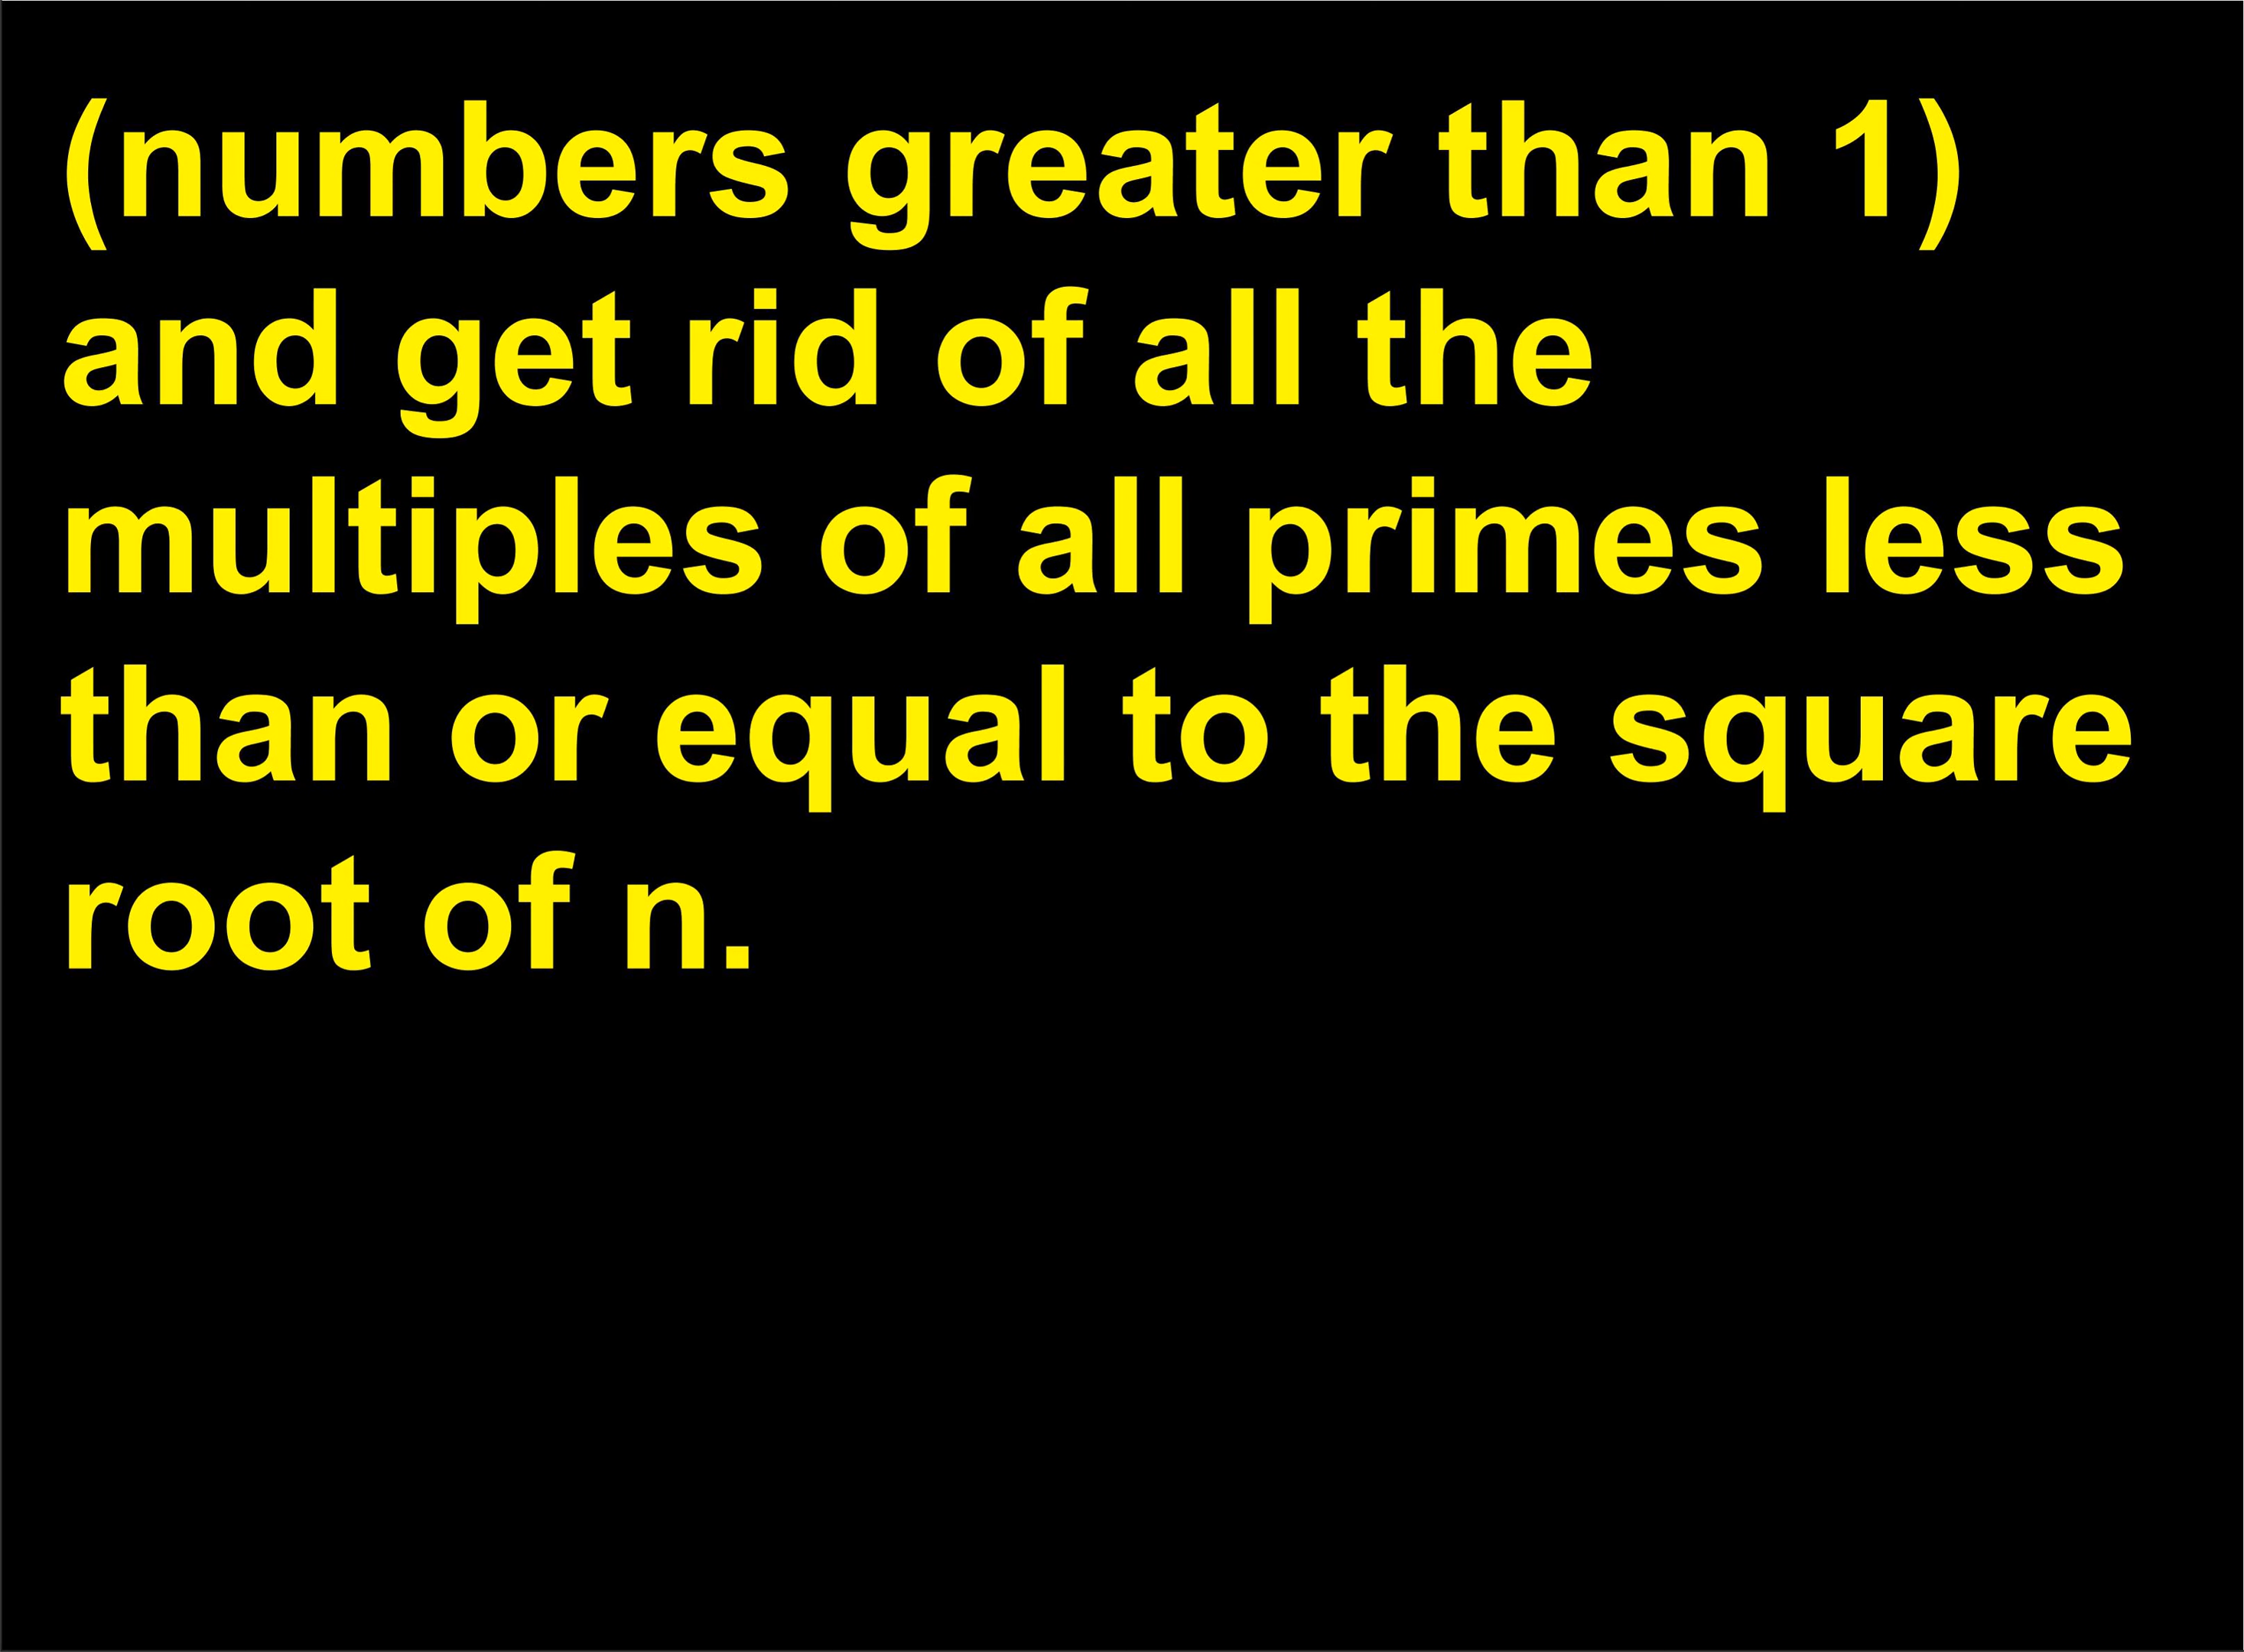 (numbers greater than 1)
and get rid of all the
multiples of all primes less
than or equal to the square
root of n.